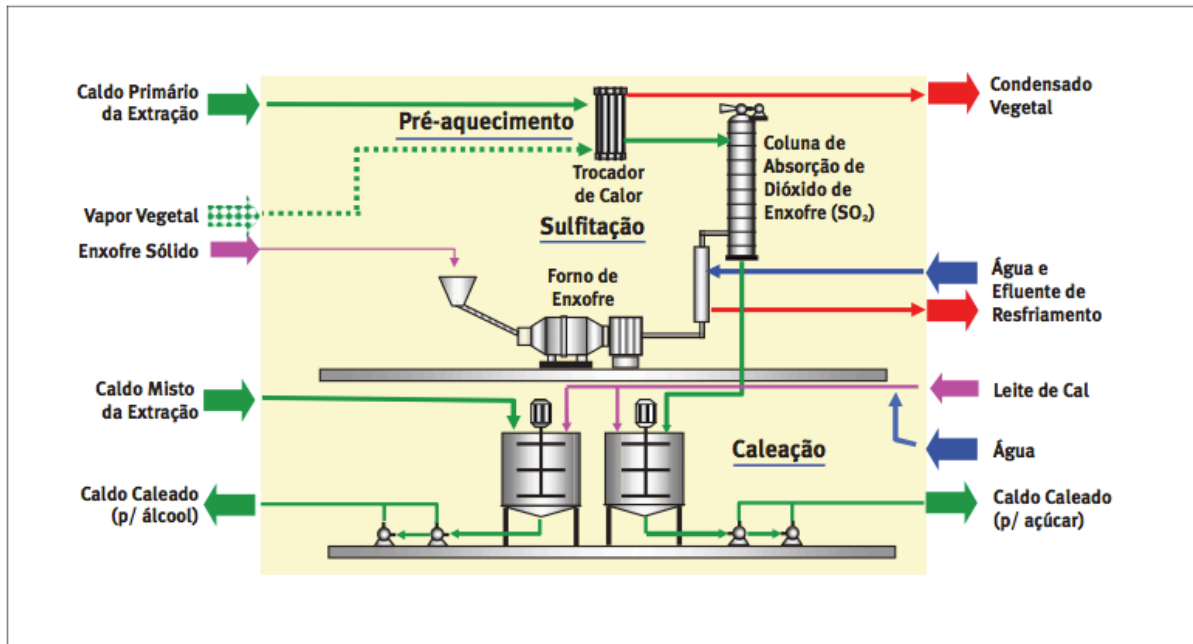 Caldo Primário
da Extração
Pré-aquecimento
Trocador
de Calor
Condensado
Vegetal
Coluna de
Absorção de
Dióxido de
Enxofre (SO₂)
Vapor Vegetal
Enxofre Sólido
Sulfitação
Forno de
Enxofre
Água e
Efluente de
Resfriamento
Caldo Misto
da Extração
Leite de Cal
Caleação
Água
Caldo Caleado
(p/ álcool)
Caldo Caleado
(p/ açúcar)